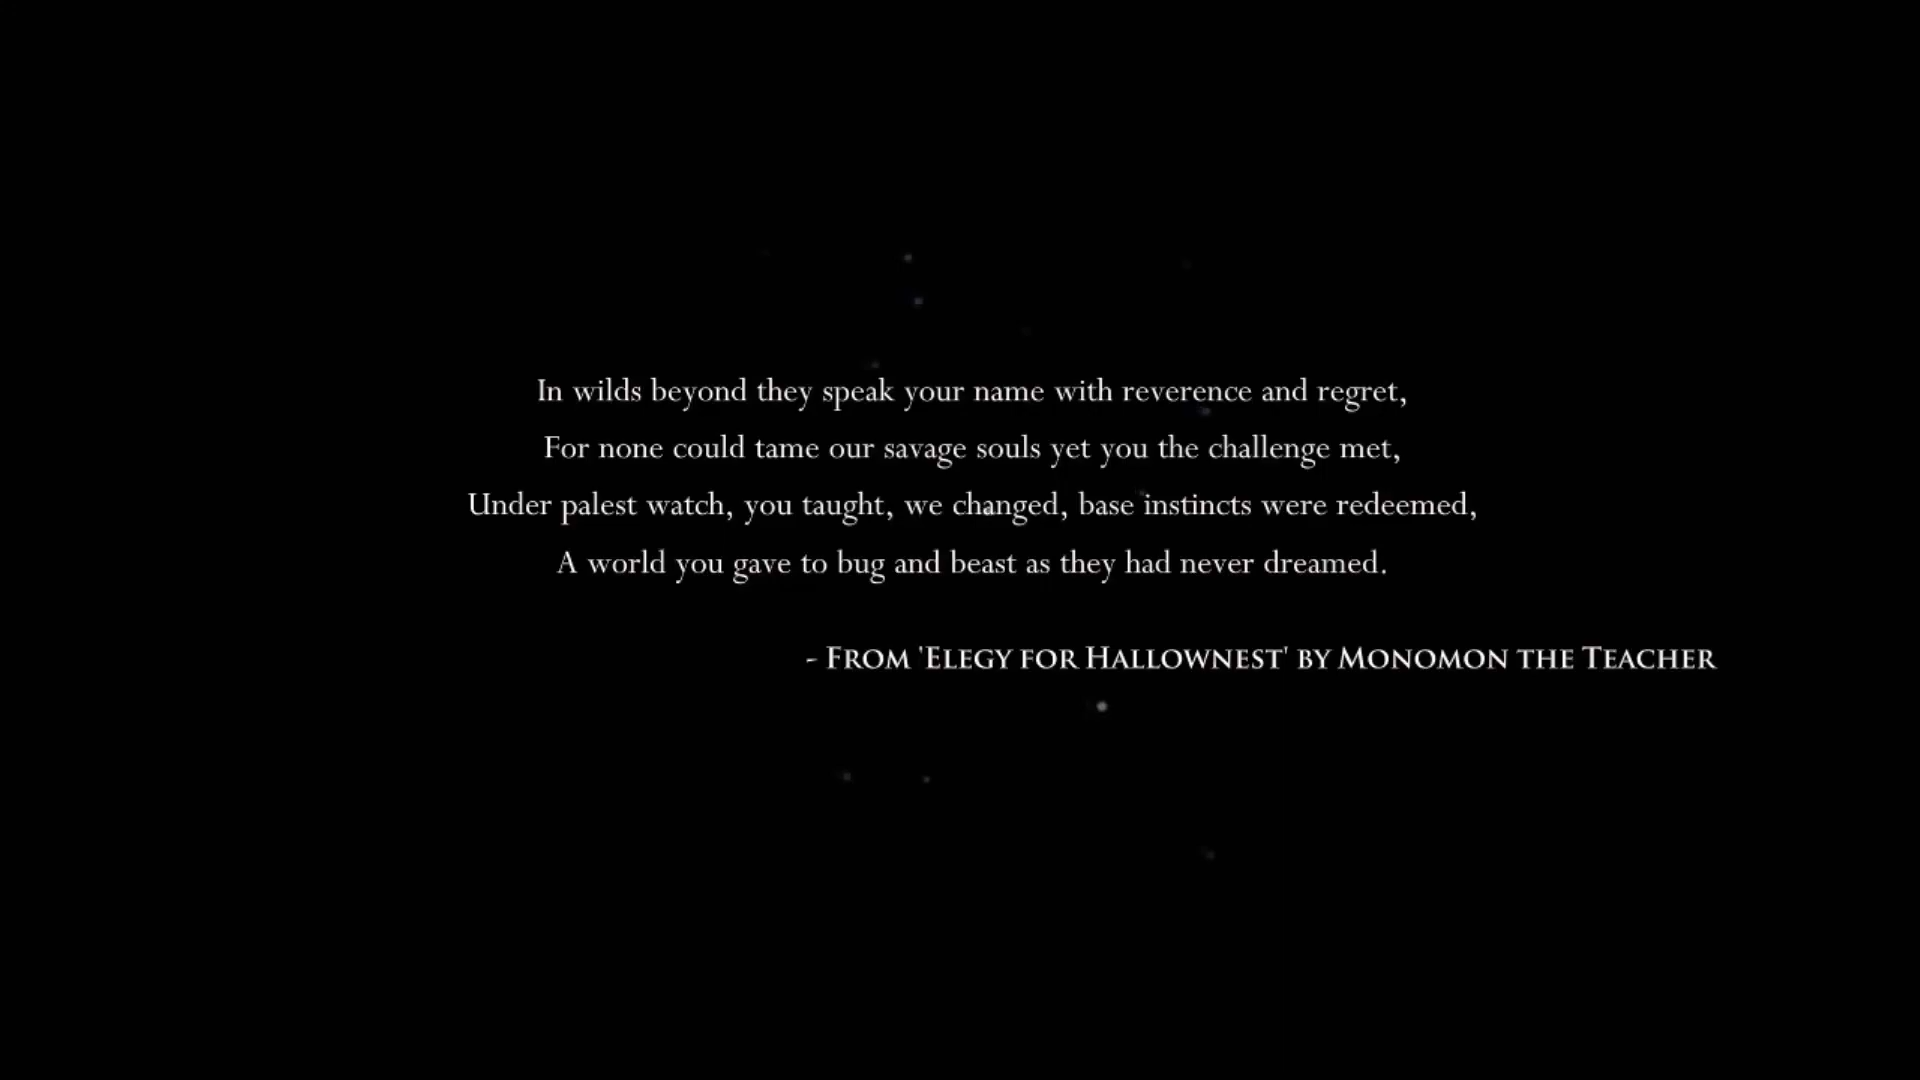 In wilds beyond they speak your name with reverence and regret,
For none could tame our savage souls yet you the challenge met,
Under palest watch, you taught, we changed, base instincts were redeemed,
A world you gave to bug and beast as they had never dreamed.
- From 'Elegy for Hallownest' by Monomon the Teacher